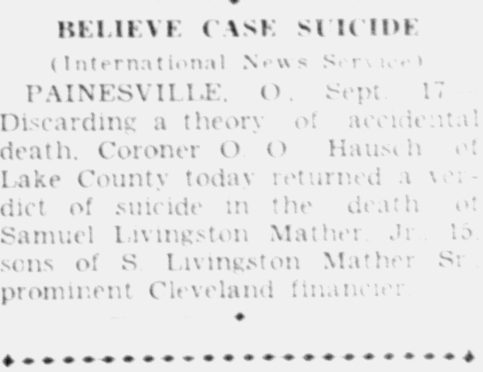 BELIEVE CASE SUICIDE
(International News Service)
PAINESVILLE, O., Sept. 17
Discarding a theory of accidental
death, Coroner O. O. Hausch of
Lake County today returned a ver-
dict of suicide in the death of
Samuel Livingston Mather, Jr., 15,
sons of S. Livingston Mather Sr.,
prominent Cleveland financier.